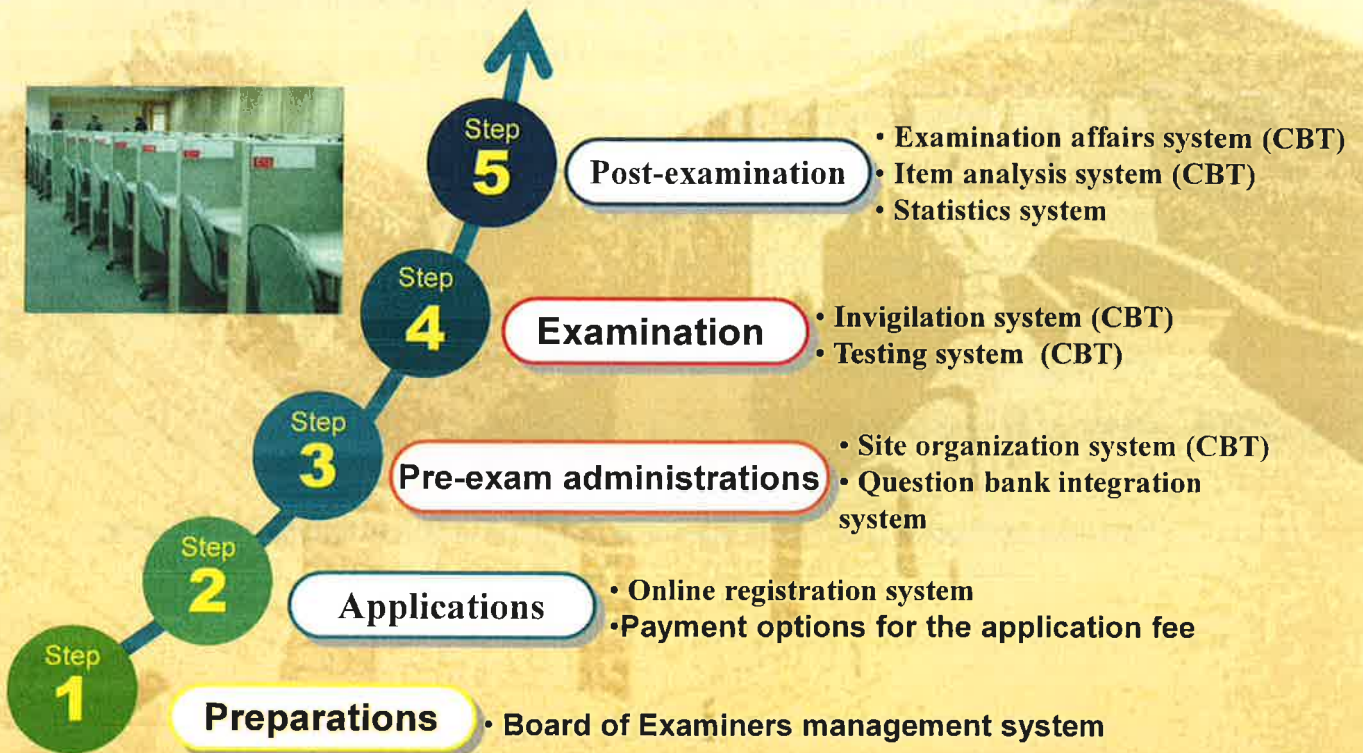 Step
5
Post-examination
• Examination affairs system (CBT)
• Item analysis system (CBT)
• Statistics system
Step
4
Examination
• Invigilation system (CBT)
• Testing system (CBT)
Step
3
Pre-exam administrations
• Site organization system (CBT)
• Question bank integration
system
Step
2
Applications
• Online registration system
•Payment options for the application fee
Step
1
Preparations
• Board of Examiners management system